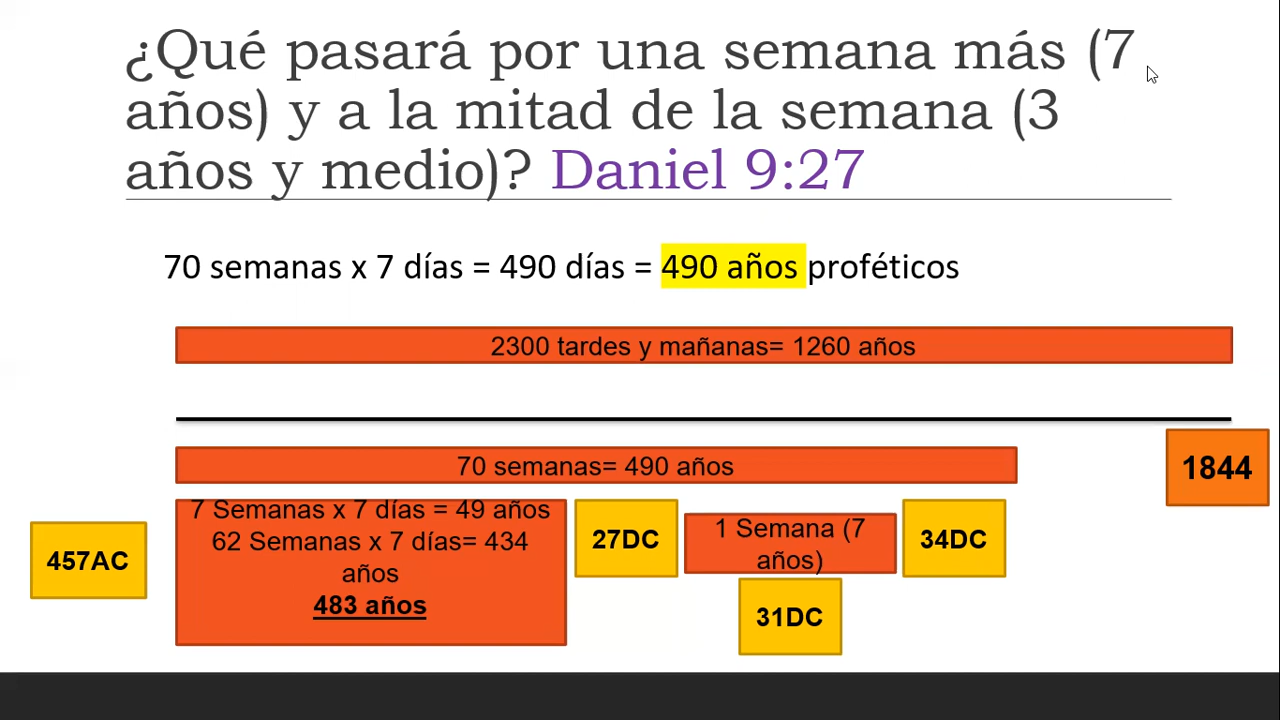 ¿Qué pasará por una semana más (7
años) y a la mitad de la semana (3
años y medio)? Daniel 9:27
70 semanas x 7 días = 490 días = 490 años proféticos
2300 tardes y mañanas= 1260 años
70 semanas= 490 años
1844
457AC
7 Semanas x 7 días = 49 años
62 Semanas x 7 días= 434
años
483 años
27DC
1 Semana (7
años)
34DC
31DC